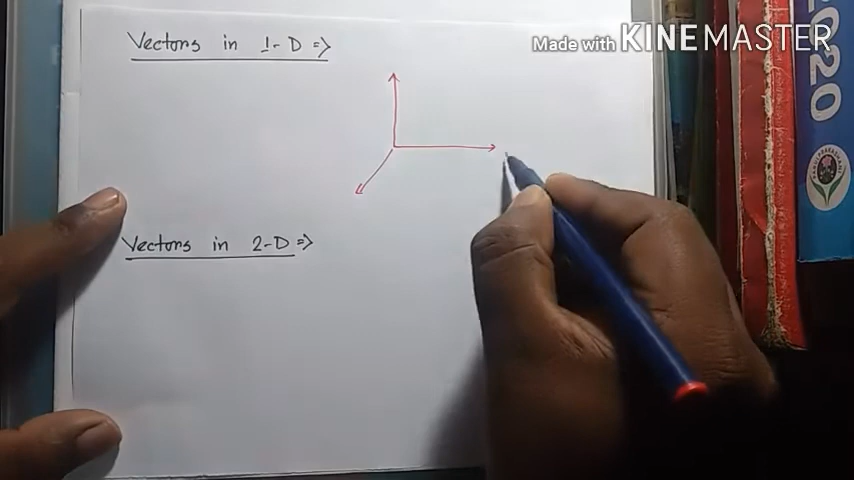 Vectors in 1-D =>
Made with KINEMASTER
2020
Vectors in 2-D =>